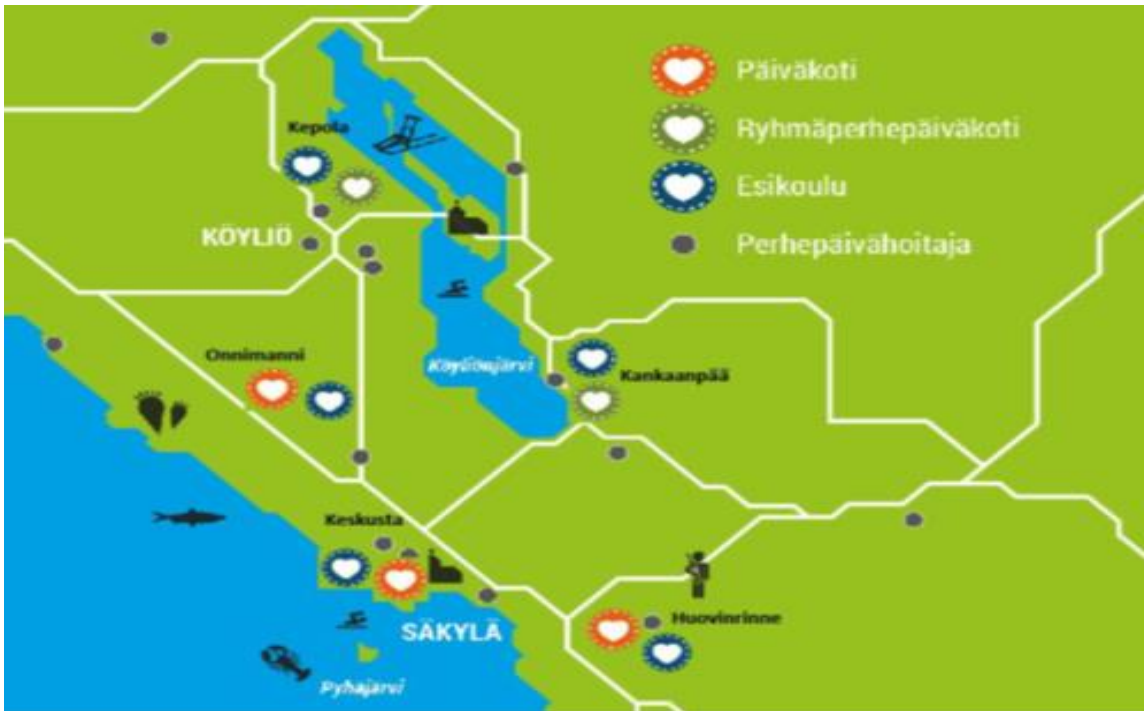 Päiväkoti
Ryhmäperhepäiväkoti
Esikoulu
Perhepäivähoitaja
Kepola
KÖYLIÖ
Onnimanni
Köyliönjärvi
Kankaanpää
Keskusta
SÄKYLÄ
Huovinrinne
Pyhäjärvi